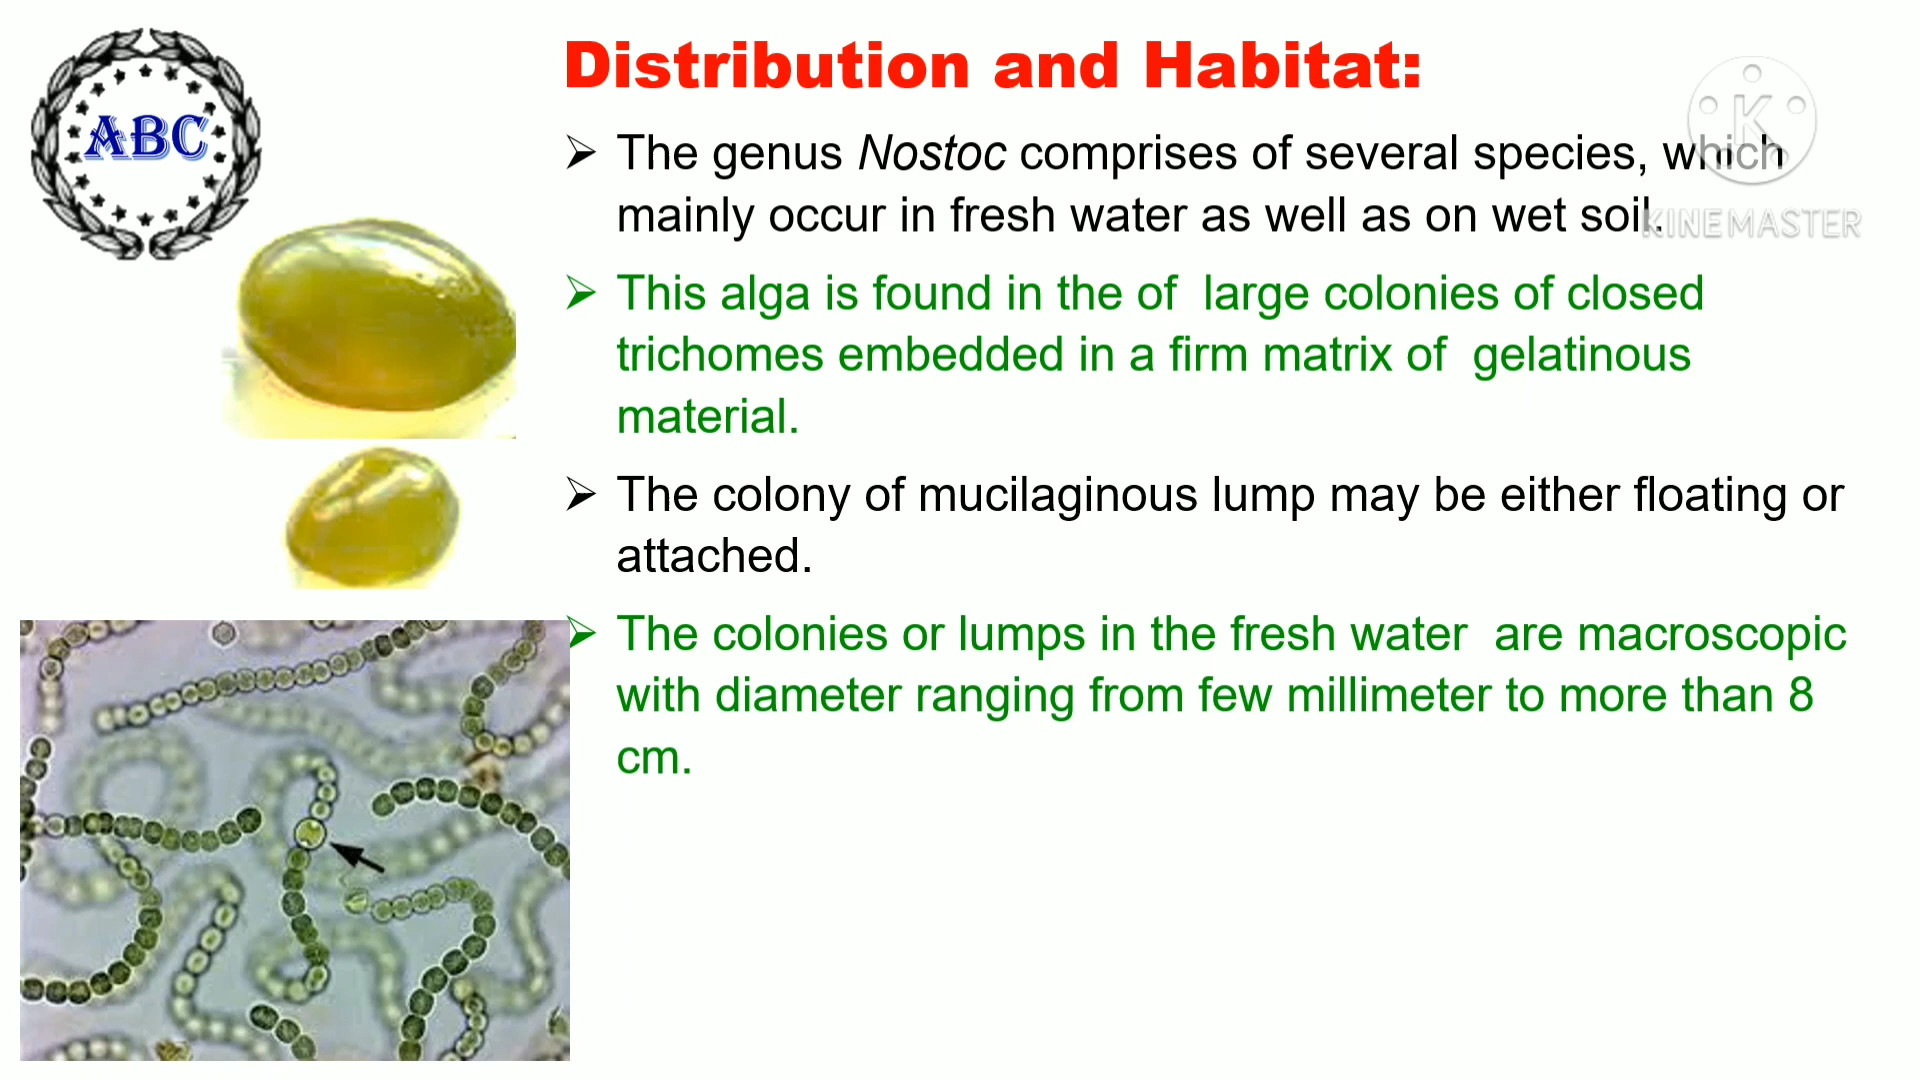 ABC
Distribution and Habitat:
➢ The genus Nostoc comprises of several species, which
mainly occur in fresh water as well as on wet soil.
➢ This alga is found in the of large colonies of closed
trichomes embedded in a firm matrix of gelatinous
material.
➢ The colony of mucilaginous lump may be either floating or
attached.
➢ The colonies or lumps in the fresh water are macroscopic
with diameter ranging from few millimeter to more than 8
cm.
K
KINEMASTER